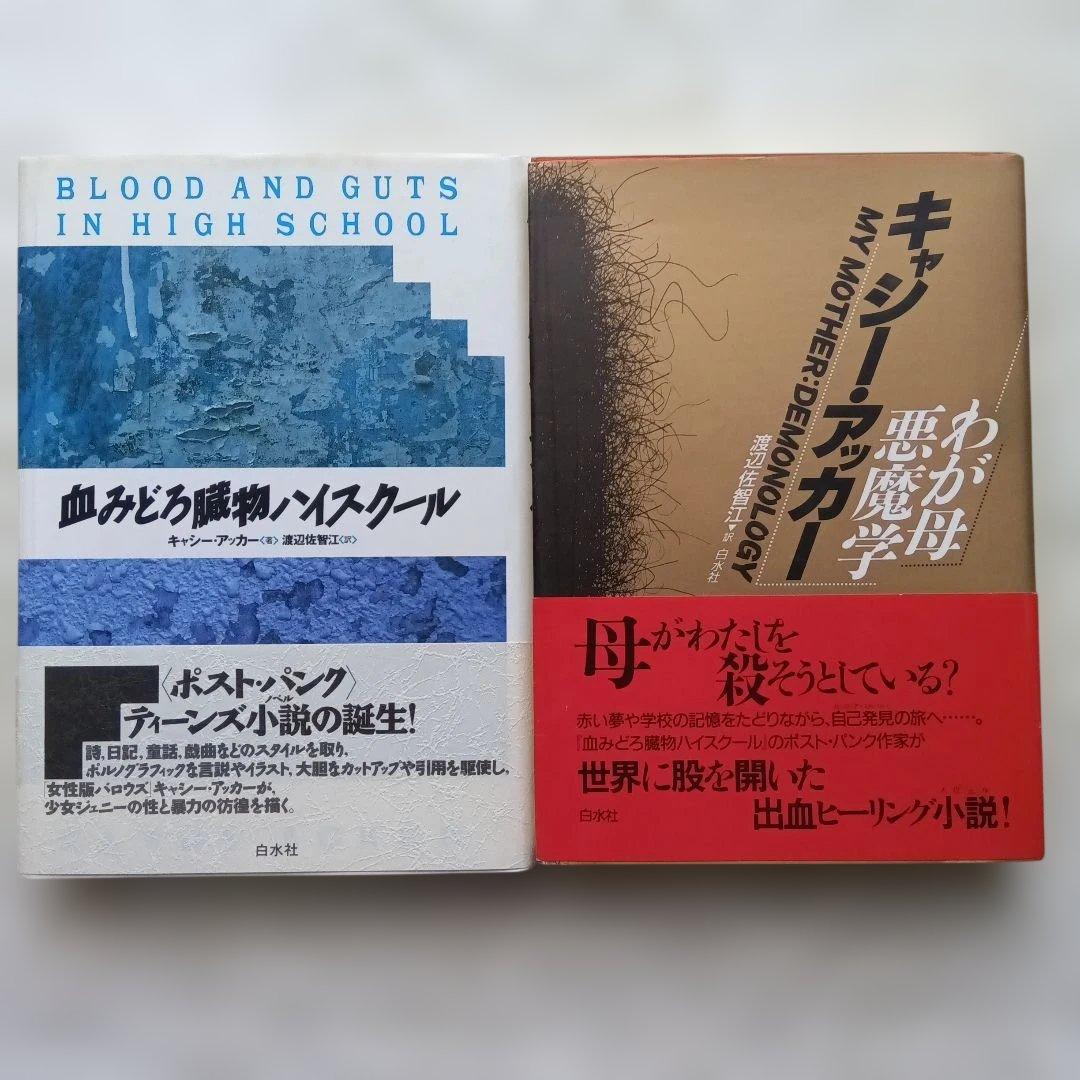 BLOOD AND GUTS
IN HIGH SCHOOL
血みどろ臓物ハイスクール
キャシー・アッカー〈著〉 渡辺佐智江〈訳〉
〈ポスト・パンク〉
ティーンズ小説の誕生!
ノベル
詩,日記,童話,戯曲などのスタイルを取り,
ポルノグラフィックな言説やイラスト,大胆なカットアップや引用を駆使し,
「女性版バロウズ」キャシー・アッカーが,
少女ジェニーの性と暴力の彷徨を描く。
白水社
キャシー・アッカー
MY MOTHER:DEMONOLOGY
わが母
悪魔学
渡辺佐智江▼訳 白水社
母がわたしを
殺そうとしている?
赤い夢や学校の記憶をたどりながら、自己発見の旅へ……。
『血みどろ臓物ハイスクール』のポスト・パンク作家が
世界に股を開いた
出血ヒーリング小説!
白水社